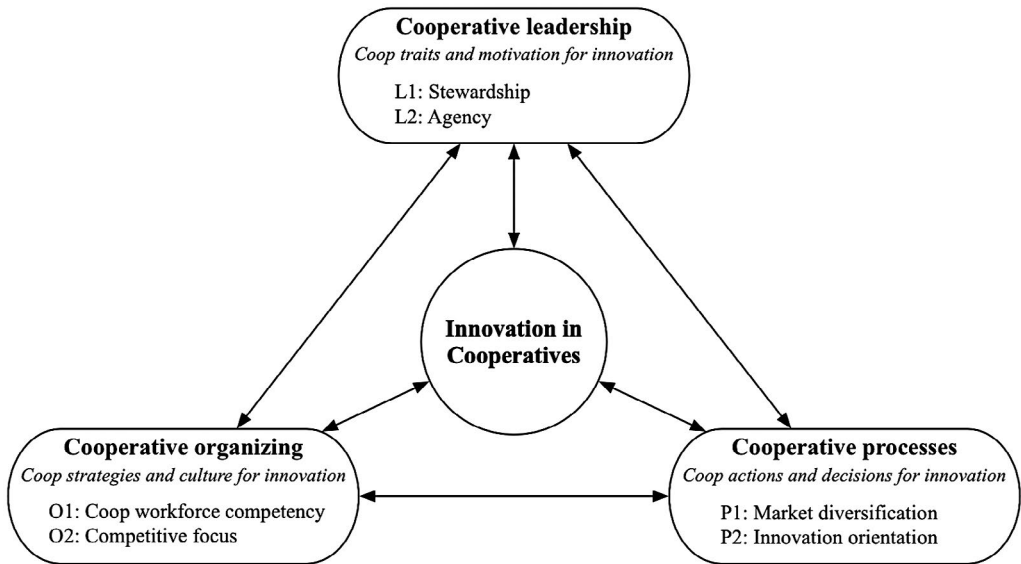 Cooperative leadership
Coop traits and motivation for innovation
L1: Stewardship
L2: Agency
Innovation in
Cooperatives
Cooperative organizing
Coop strategies and culture for innovation
O1: Coop workforce competency
O2: Competitive focus
Cooperative processes
Coop actions and decisions for innovation
P1: Market diversification
P2: Innovation orientation